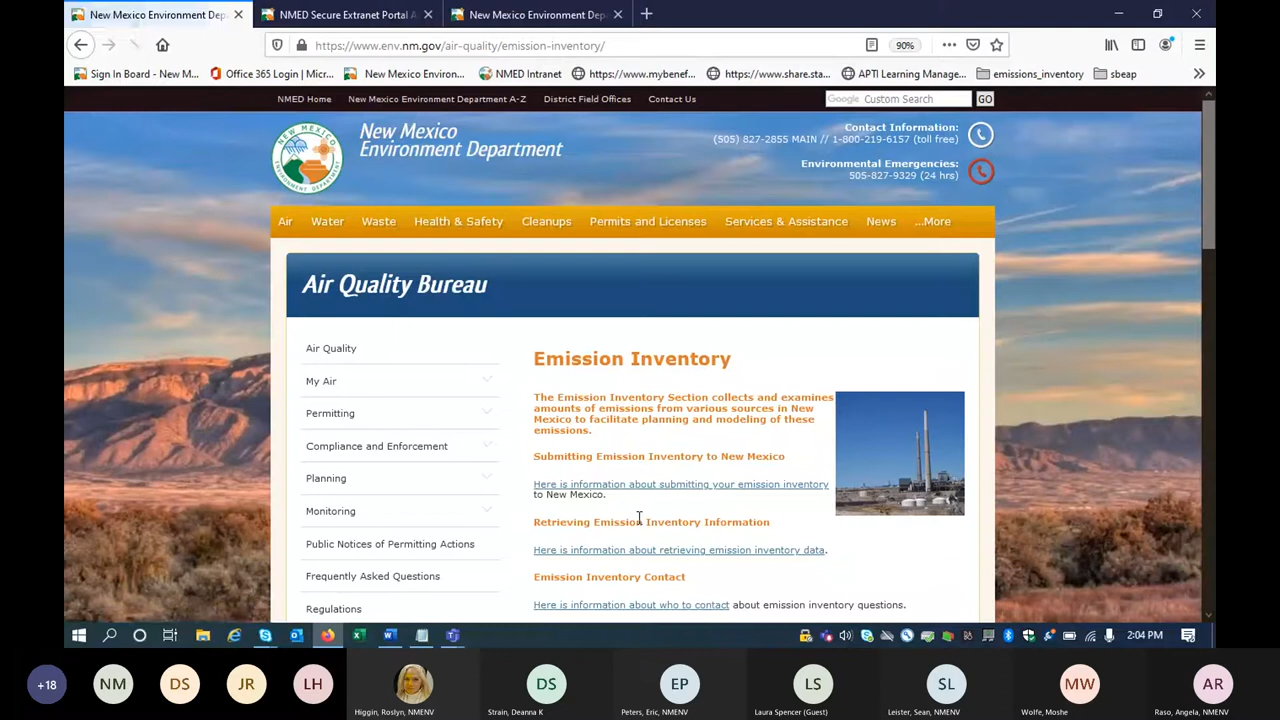 New Mexico Environment Dep
NMED Secure Extranet Portal A
New Mexico Environment Dep
https://www.env.nm.gov/air-quality/emission-inventory/
90%
Sign In Board - New M...
Office 365 Login | Micr...
New Mexico Environ...
NMED Intranet
https://www.mybenef...
https://www.share.sta...
APTI Learning Manage...
emissions_inventory
sbeap
NMED Home
New Mexico Environment Department A-Z
District Field Offices
Contact Us
Google Custom Search
GO
NEW MEXICO
ENVIRONMENT DEPARTMENT
New Mexico
Environment Department
Contact Information:
(505) 827-2855 MAIN // 1-800-219-6157 (toll free)
Environmental Emergencies:
505-827-9329 (24 hrs)
Air
Water
Waste
Health & Safety
Cleanups
Permits and Licenses
Services & Assistance
News
...More
Air Quality Bureau
Air Quality
My Air
Permitting
Compliance and Enforcement
Planning
Monitoring
Public Notices of Permitting Actions
Frequently Asked Questions
Regulations
Emission Inventory
The Emission Inventory Section collects and examines
amounts of emissions from various sources in New
Mexico to facilitate planning and modeling of these
emissions.
Submitting Emission Inventory to New Mexico
Here is information about submitting your emission inventory
to New Mexico.
Retrieving Emission Inventory Information
Here is information about retrieving emission inventory data.
Emission Inventory Contact
Here is information about who to contact about emission inventory questions.
2:04 PM
+18
NM
DS
JR
LH
DS
EP
LS
SL
MW
AR
Higgin, Roslyn, NMENV
Strain, Deanna K
Peters, Eric, NMENV
Laura Spencer (Guest)
Leister, Sean, NMENV
Wolfe, Moshe
Raso, Angela, NMENV